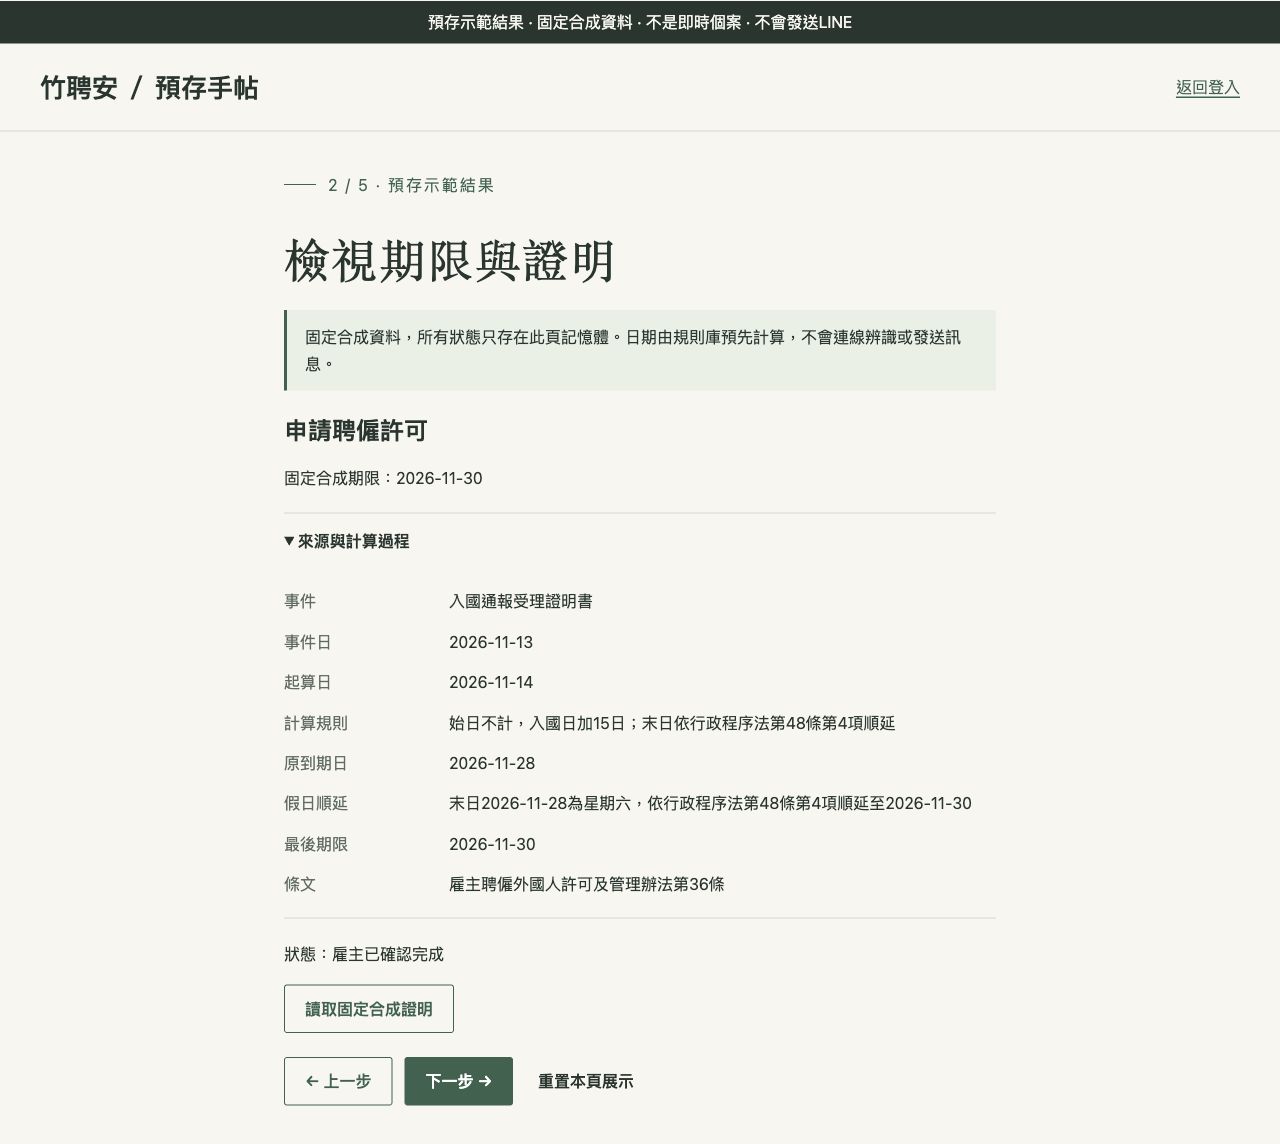 預存示範結果 · 固定合成資料 · 不是即時個案 · 不會發送LINE
竹聘安 / 預存手帖
返回登入
2 / 5 · 預存示範結果
檢視期限與證明
固定合成資料，所有狀態只存在此頁記憶體。日期由規則庫預先計算，不會連線辨識或發送訊
息。
申請聘僱許可
固定合成期限：2026-11-30
▼ 來源與計算過程
事件 入國通報受理證明書
事件日 2026-11-13
起算日 2026-11-14
計算規則 始日不計，入國日加15日；末日依行政程序法第48條第4項順延
原到期日 2026-11-28
假日順延 末日2026-11-28為星期六，依行政程序法第48條第4項順延至2026-11-30
最後期限 2026-11-30
條文 雇主聘僱外國人許可及管理辦法第36條
狀態：雇主已確認完成
讀取固定合成證明
← 上一步 下一步 → 重置本頁展示